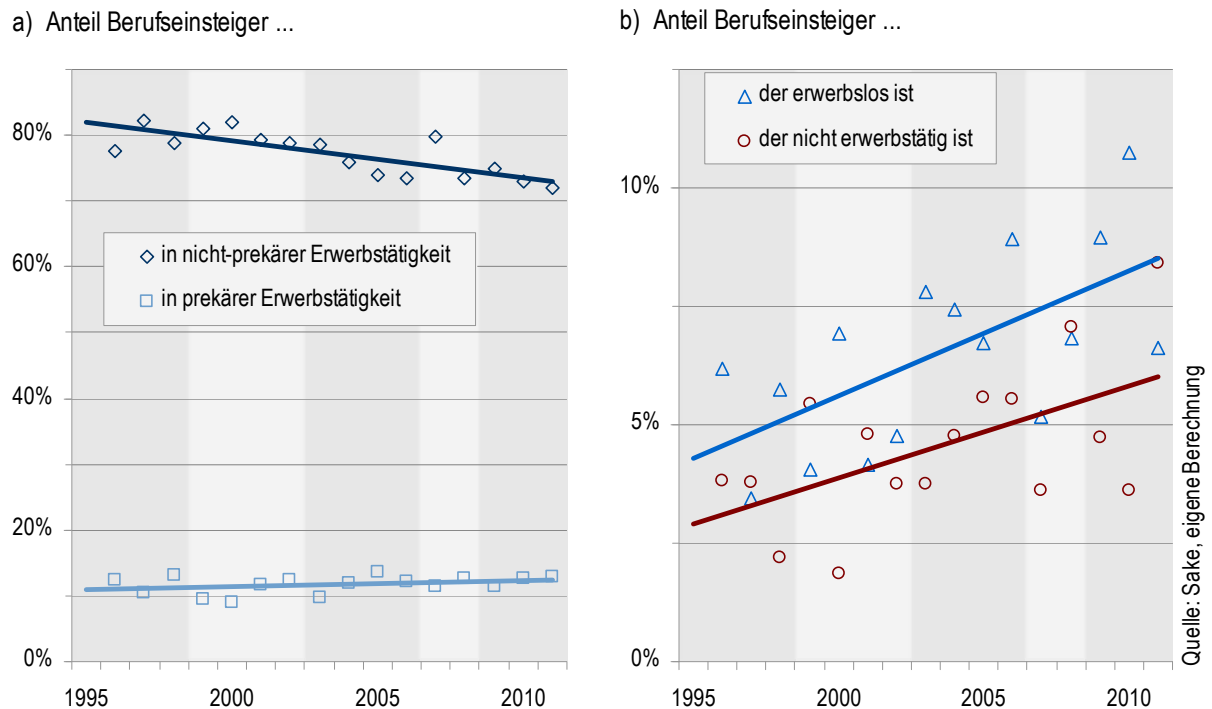 a) Anteil Berufseinsteiger ...
80%
60%
40%
20%
0%
in nicht-prekärer Erwerbstätigkeit
in prekärer Erwerbstätigkeit
1995 2000 2005 2010
b) Anteil Berufseinsteiger ...
der erwerbslos ist
der nicht erwerbstätig ist
10%
5%
0%
1995 2000 2005 2010
Quelle: Sake, eigene Berechnung